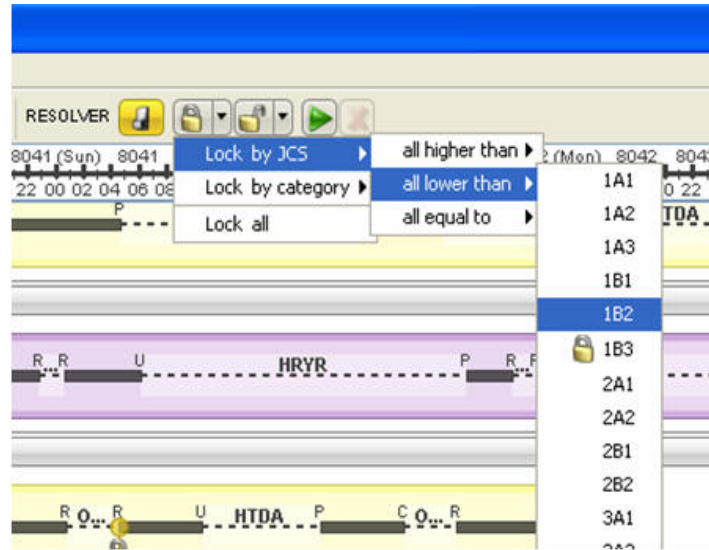 RESOLVER
8041 (Sun) 8041
Lock by JCS
all higher than
(Mon) 8042 804
22 00 02 04 06 08
Lock by category
all lower than
1A1
0 22
P
Lock all
all equal to
1A2
TDA
1A3
1B1
1B2
R...R U HRYR P R
1B3
2A1
2A2
2B1
2B2
R O... R U HTDA P C O... R
3A1